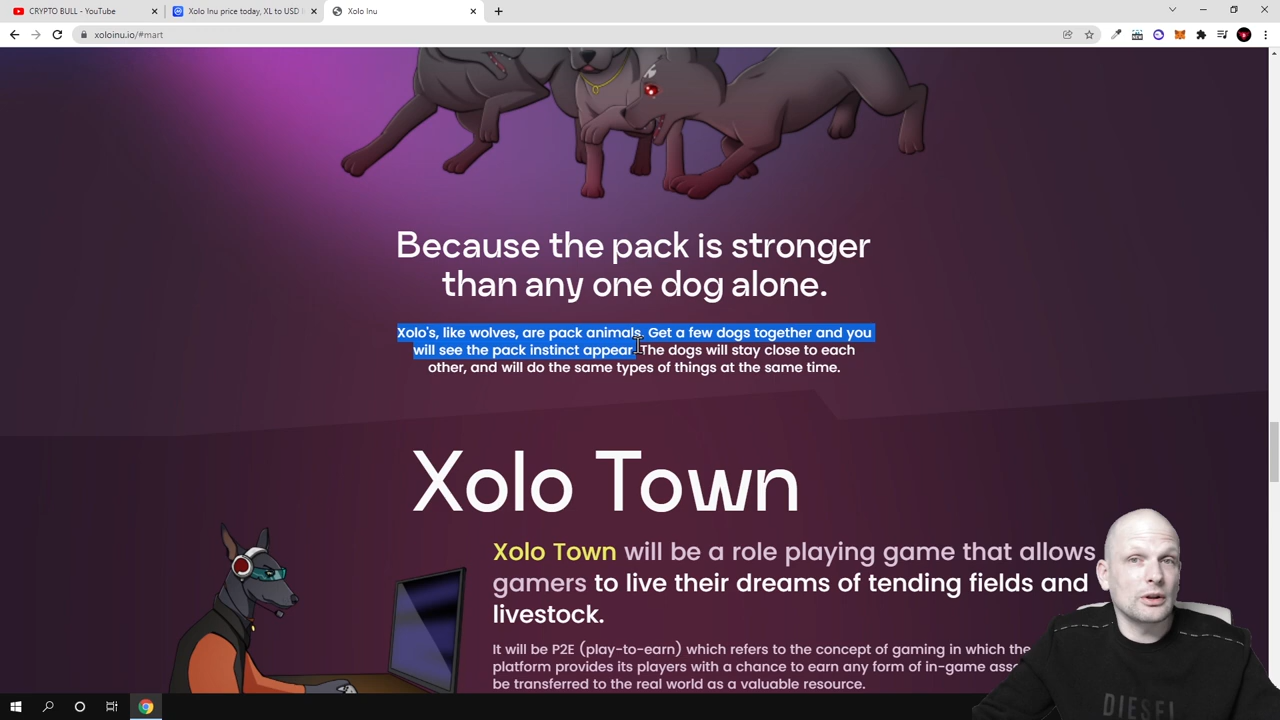 CRYPTO BULL - YouTube
Xolo Inu price today, XL to USD
Xolo Inu
xoloinu.io/#mart
Because the pack is stronger
than any one dog alone.
Xolo's, like wolves, are pack animals. Get a few dogs together and you
will see the pack instinct appear. The dogs will stay close to each
other, and will do the same types of things at the same time.
Xolo Town
Xolo Town will be a role playing game that allows
gamers to live their dreams of tending fields and
livestock.
It will be P2E (play-to-earn) which refers to the concept of gaming in which the
platform provides its players with a chance to earn any form of in-game
be transferred to the real world as a valuable resource.
DIESEL